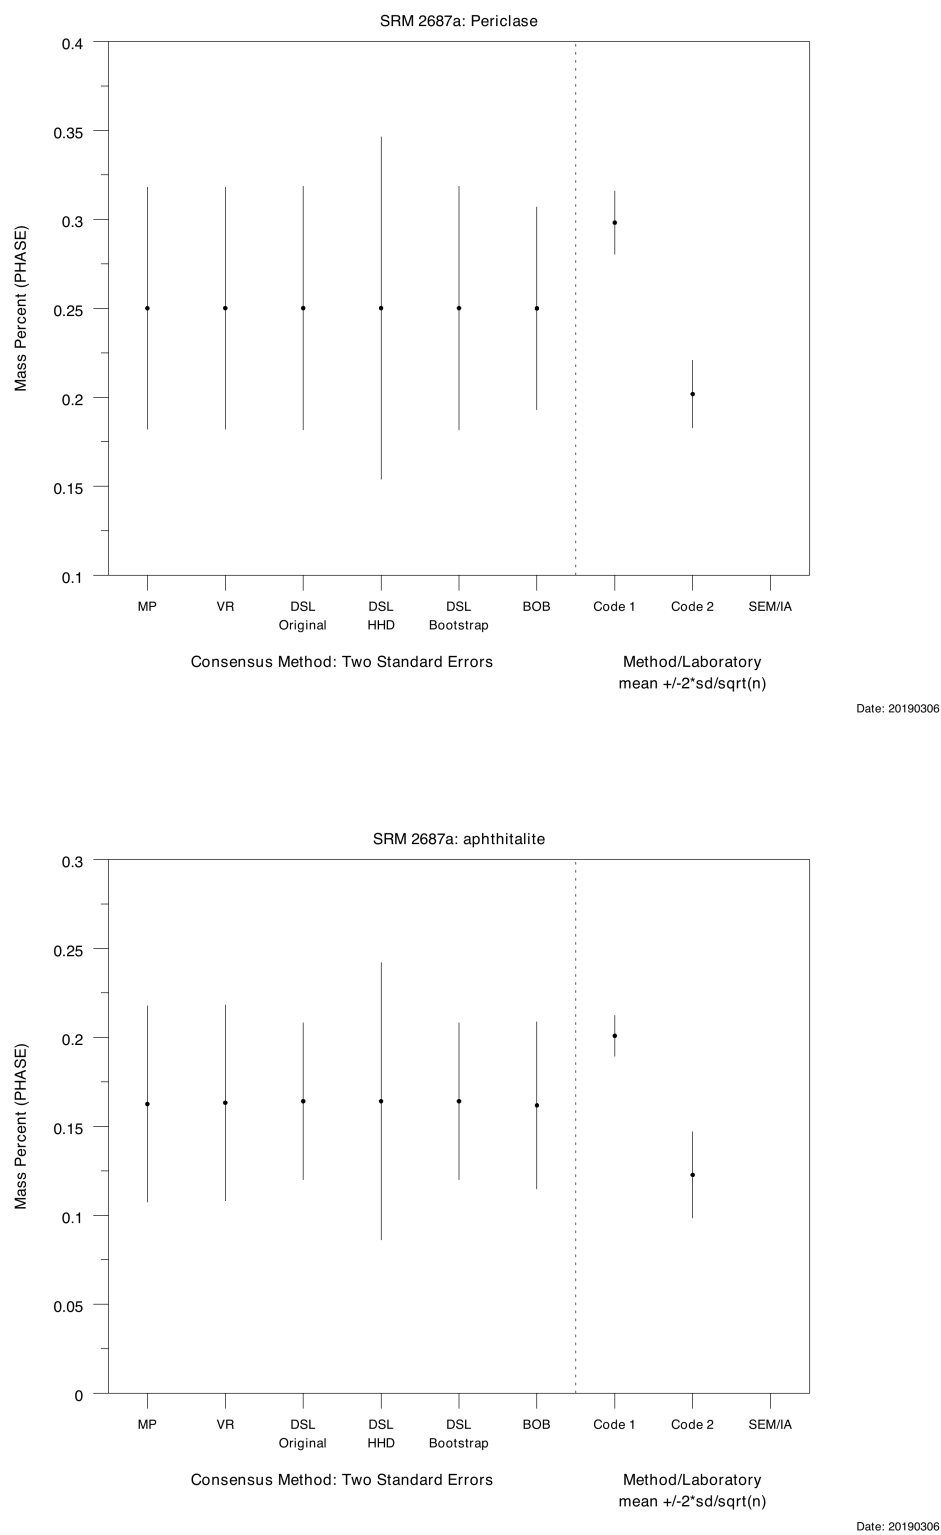 SRM 2687a: Periclase
0.4
0.35
0.3
0.25
0.2
0.15
0.1
Mass Percent (PHASE)
MP VR DSL DSL DSL BOB Code 1 Code 2 SEM/IA
Original HHD Bootstrap
Consensus Method: Two Standard Errors Method/Laboratory
mean +/-2*sd/sqrt(n)
Date: 20190306
SRM 2687a: aphthitalite
0.3
0.25
0.2
0.15
0.1
0.05
0
Mass Percent (PHASE)
MP VR DSL DSL DSL BOB Code 1 Code 2 SEM/IA
Original HHD Bootstrap
Consensus Method: Two Standard Errors Method/Laboratory
mean +/-2*sd/sqrt(n)
Date: 20190306